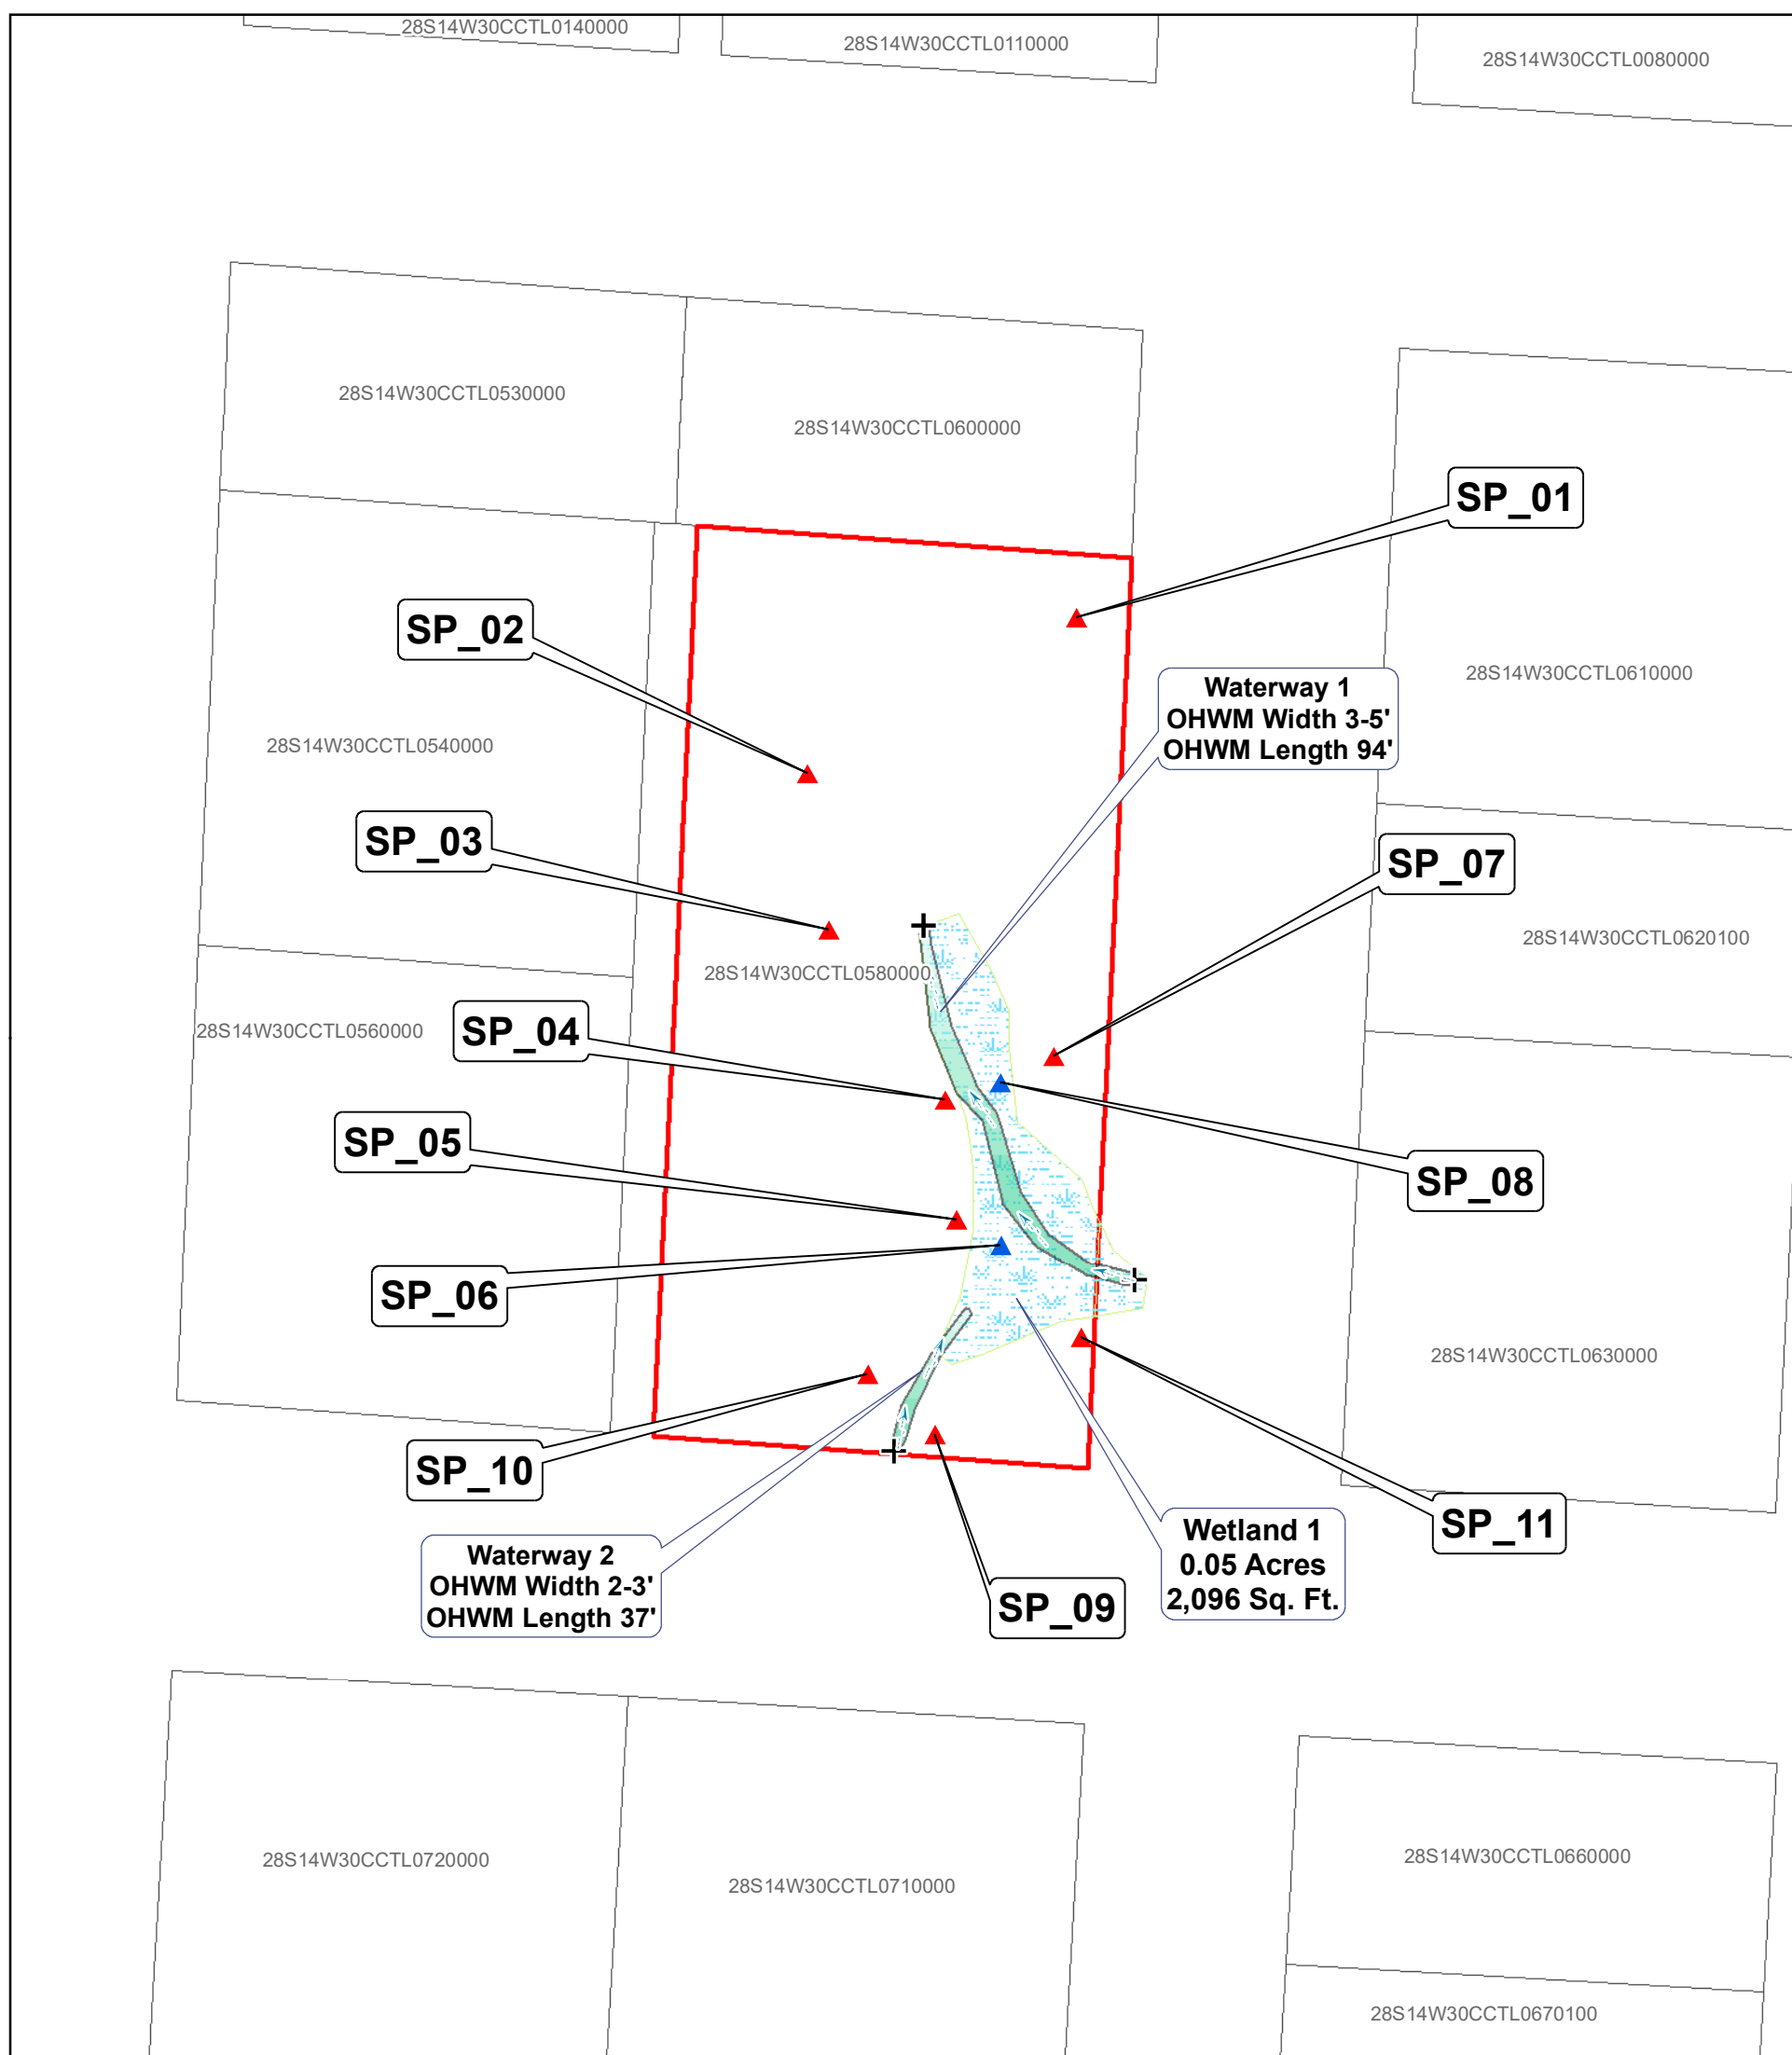 28S14W30CCTL0140000
28S14W30CCTL0110000
28S14W30CCTL0080000
28S14W30CCTL0530000
28S14W30CCTL0600000
SP_01
SP_02
28S14W30CCTL0610000
Waterway 1
OHWM Width 3-5'
OHWM Length 94'
28S14W30CCTL0540000
SP_03
SP_07
28S14W30CCTL0620100
28S14W30CCTL0580000
28S14W30CCTL0560000
SP_04
SP_05
SP_08
SP_06
28S14W30CCTL0630000
SP_10
SP_11
Waterway 2
OHWM Width 2-3'
OHWM Length 37'
Wetland 1
0.05 Acres
2,096 Sq. Ft.
SP_09
28S14W30CCTL0720000
28S14W30CCTL0710000
28S14W30CCTL0660000
28S14W30CCTL0670100